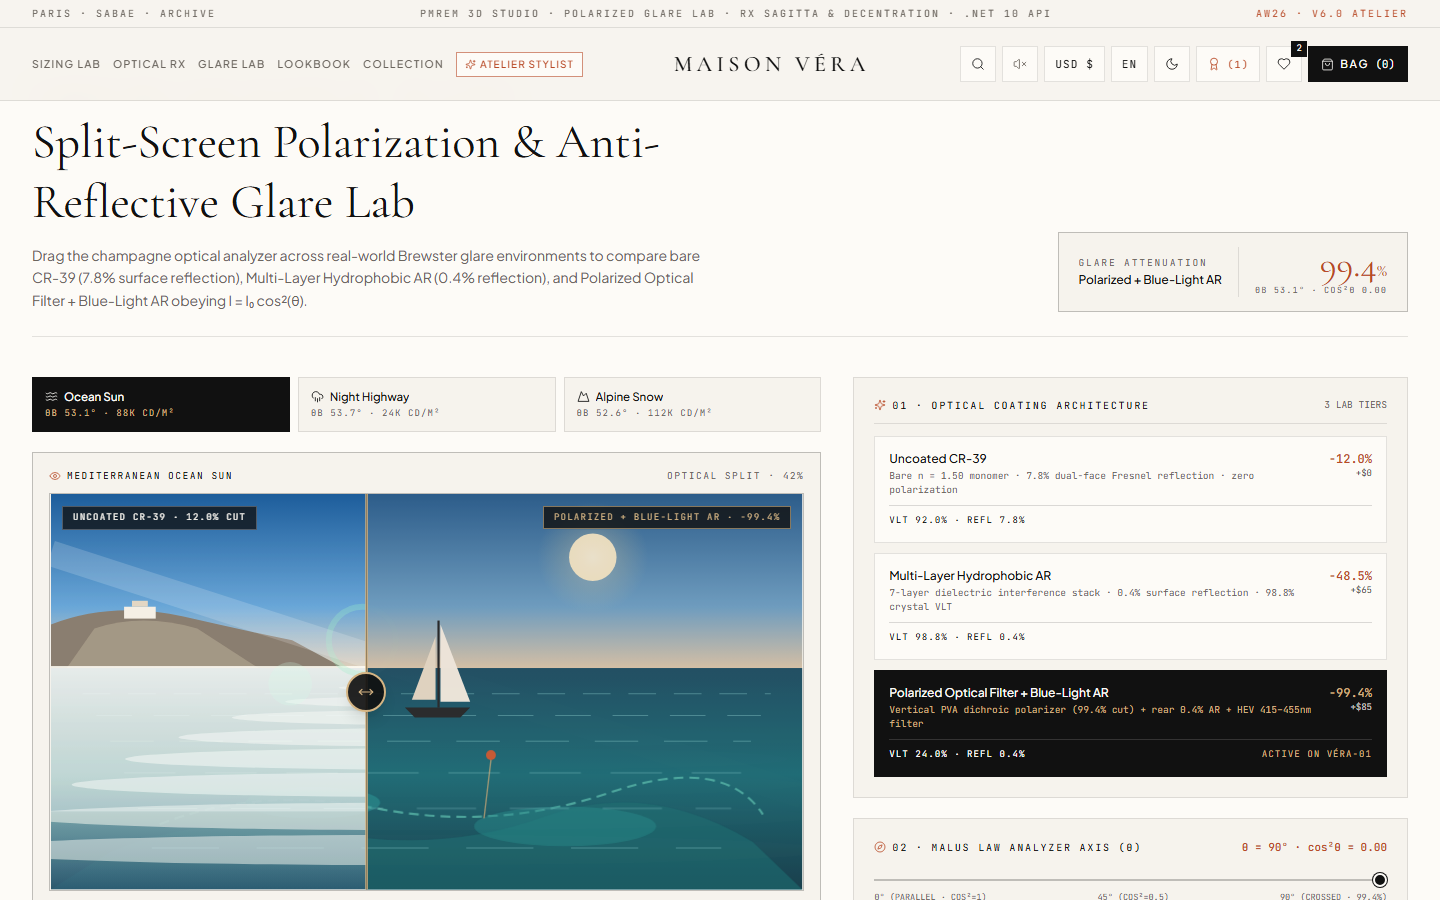 PARIS · SABAE · ARCHIVE
PMREM 3D STUDIO · POLARIZED GLARE LAB · RX SAGITTA & DECENTRATION · .NET 10 API
AW26 · V6.0 ATELIER
SIZING LAB OPTICAL RX GLARE LAB LOOKBOOK COLLECTION ATELIER STYLIST
MAISON VÉRA
USD $ EN (1) 2 BAG (0)
Split-Screen Polarization & Anti-
Reflective Glare Lab
Drag the champagne optical analyzer across real-world Brewster glare environments to compare bare
CR-39 (7.8% surface reflection), Multi-Layer Hydrophobic AR (0.4% reflection), and Polarized Optical
Filter + Blue-Light AR obeying I = I₀ cos²(θ).
GLARE ATTENUATION
Polarized + Blue-Light AR
99.4%
θB 53.1° · COS²θ 0.00
Ocean Sun
θB 53.1° · 88K CD/M²
Night Highway
θB 53.7° · 24K CD/M²
Alpine Snow
θB 52.6° · 112K CD/M²
MEDITERRANEAN OCEAN SUN
OPTICAL SPLIT · 42%
UNCOATED CR-39 · 12.0% CUT
POLARIZED + BLUE-LIGHT AR · -99.4%
01 · OPTICAL COATING ARCHITECTURE
3 LAB TIERS
Uncoated CR-39
-12.0%
Bare n = 1.50 monomer · 7.8% dual-face Fresnel reflection · zero
polarization
+$0
VLT 92.0% · REFL 7.8%
Multi-Layer Hydrophobic AR
-48.5%
7-layer dielectric interference stack · 0.4% surface reflection · 98.8%
crystal VLT
+$65
VLT 98.8% · REFL 0.4%
Polarized Optical Filter + Blue-Light AR
-99.4%
Vertical PVA dichroic polarizer (99.4% cut) + rear 0.4% AR + HEV 415–455nm
filter
+$85
VLT 24.0% · REFL 0.4%
ACTIVE ON VÉRA-01
02 · MALUS LAW ANALYZER AXIS (θ)
θ = 90° · cos²θ = 0.00
0° (PARALLEL · COS²=1)
45° (COS²=0.5)
90° (CROSSED · 99.4%)